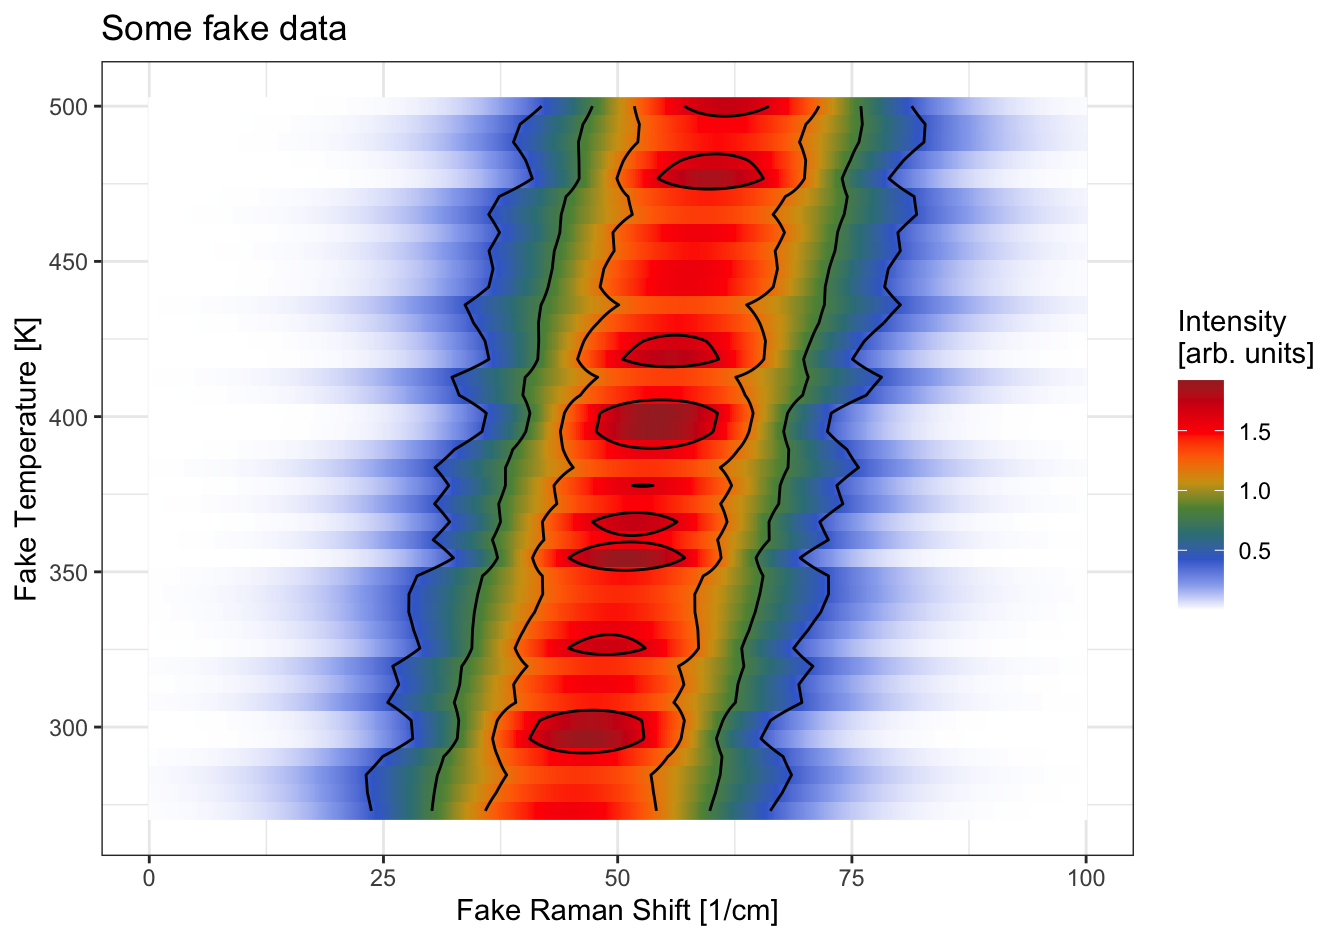 Some fake data
500
450
400
350
300
Fake Temperature [K]
0
25
50
75
100
Fake Raman Shift [1/cm]
Intensity
[arb. units]
1.5
1.0
0.5